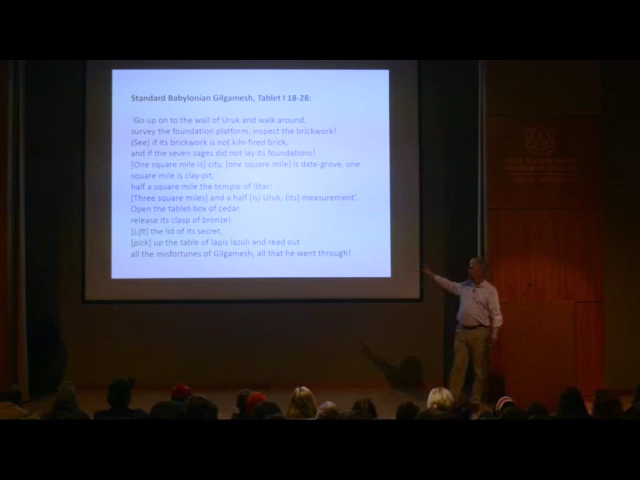 Standard Babylonian Gilgamesh, Tablet I 18-28:
'Go up on to the wall of Uruk and walk around,
survey the foundation platform, inspect the brickwork!
(See) if its brickwork is not kiln-fired brick,
and if the seven sages did not lay its foundations!
[One square mile is] city, [one square mile] is date-grove, one
square mile is clay-pit,
half a square mile the temple of Ištar:
[Three square miles] and a half (is) Uruk, (its) measurement'.
Open the tablet-box of cedar,
release its clasp of bronze!
[Lift] the lid of its secret,
[pick] up the table of lapis lazuli and read out
all the misfortunes of Gilgamesh, all that he went through!